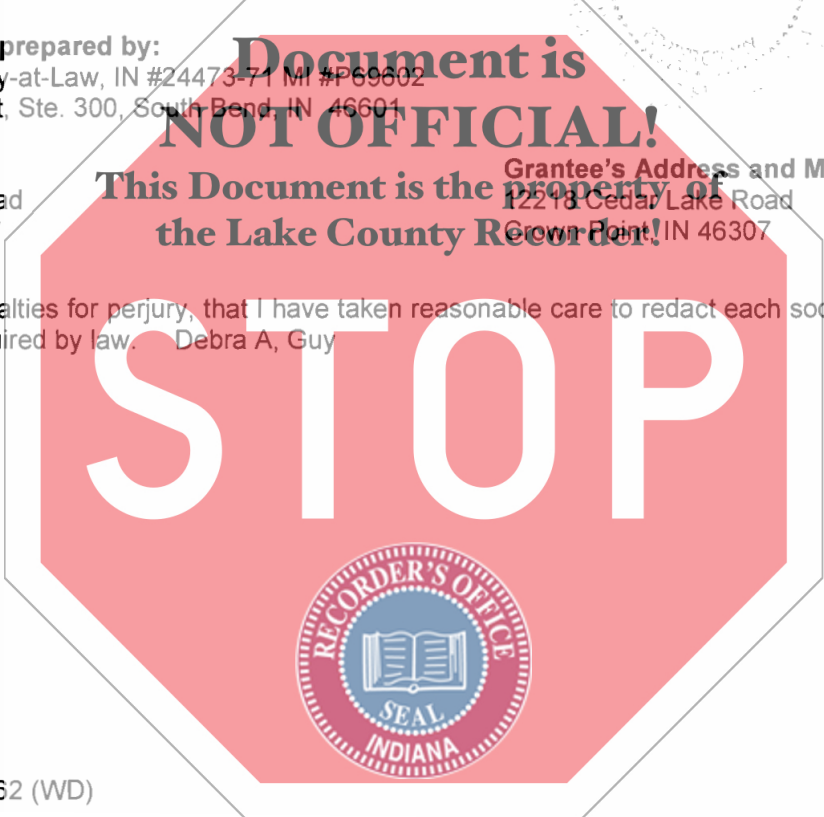 prepared by:
Document is
y-at-Law, IN #24473-71 MI #P69602
t, Ste. 300, South Bend, IN 46601
NOT OFFICIAL!
Grantee's Address and M
This Document is the property of
ad
12218 Cedar Lake Road
the Lake County Recorder!
Crown Point, IN 46307
alties for perjury, that I have taken reasonable care to redact each soc
ired by law. Debra A, Guy
STOP
RECORDER'S OFFICE
SEAL
INDIANA
62 (WD)